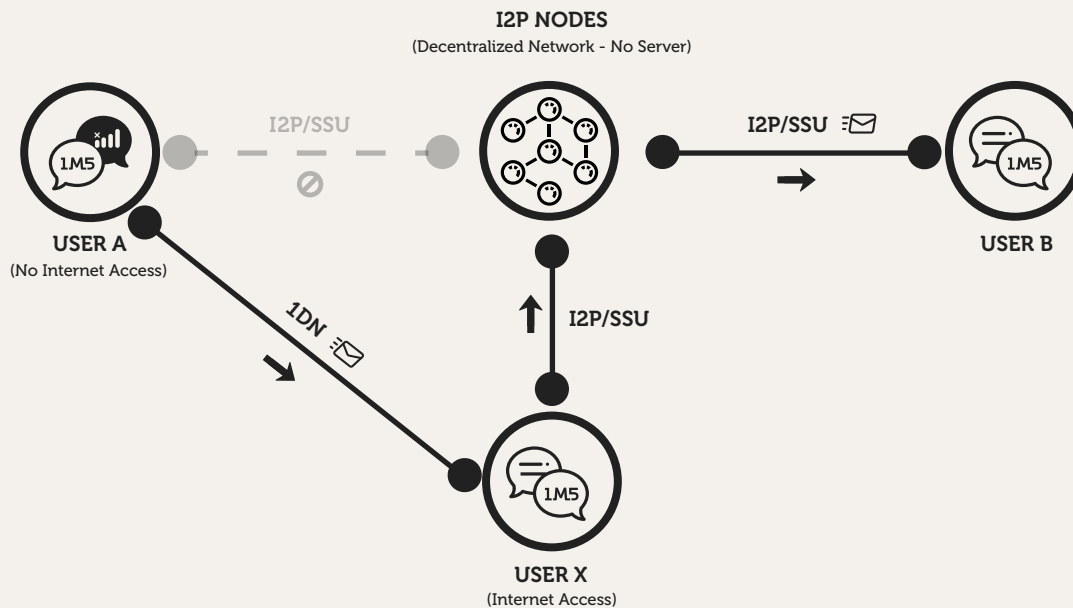 I2P NODES
(Decentralized Network - No Server)
I2P/SSU
I2P/SSU
1M5
1M5
USER A
(No Internet Access)
USER B
1DN
I2P/SSU
1M5
USER X
(Internet Access)